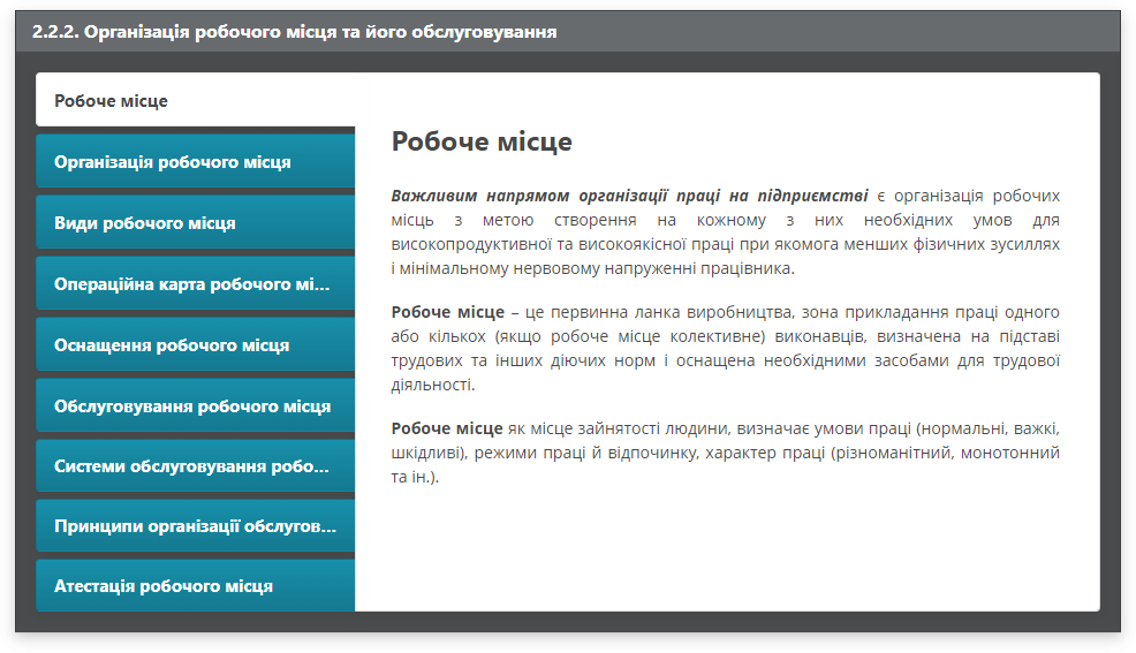 2.2.2. Організація робочого місця та його обслуговування
Робоче місце
Організація робочого місця
Види робочого місця
Операційна карта робочого мі...
Оснащення робочого місця
Обслуговування робочого місця
Системи обслуговування робо...
Принципи організації обслугов...
Атестація робочого місця
Робоче місце
Важливим напрямом організації праці на підприємстві є організація робочих
місць з метою створення на кожному з них необхідних умов для
високопродуктивної та високоякісної праці при якомога менших фізичних зусиллях
і мінімальному нервовому напруженні працівника.
Робоче місце – це первинна ланка виробництва, зона прикладання праці одного
або кількох (якщо робоче місце колективне) виконавців, визначена на підставі
трудових та інших діючих норм і оснащена необхідними засобами для трудової
діяльності.
Робоче місце як місце зайнятості людини, визначає умови праці (нормальні, важкі,
шкідливі), режими праці й відпочинку, характер праці (різноманітний, монотонний
та ін.).